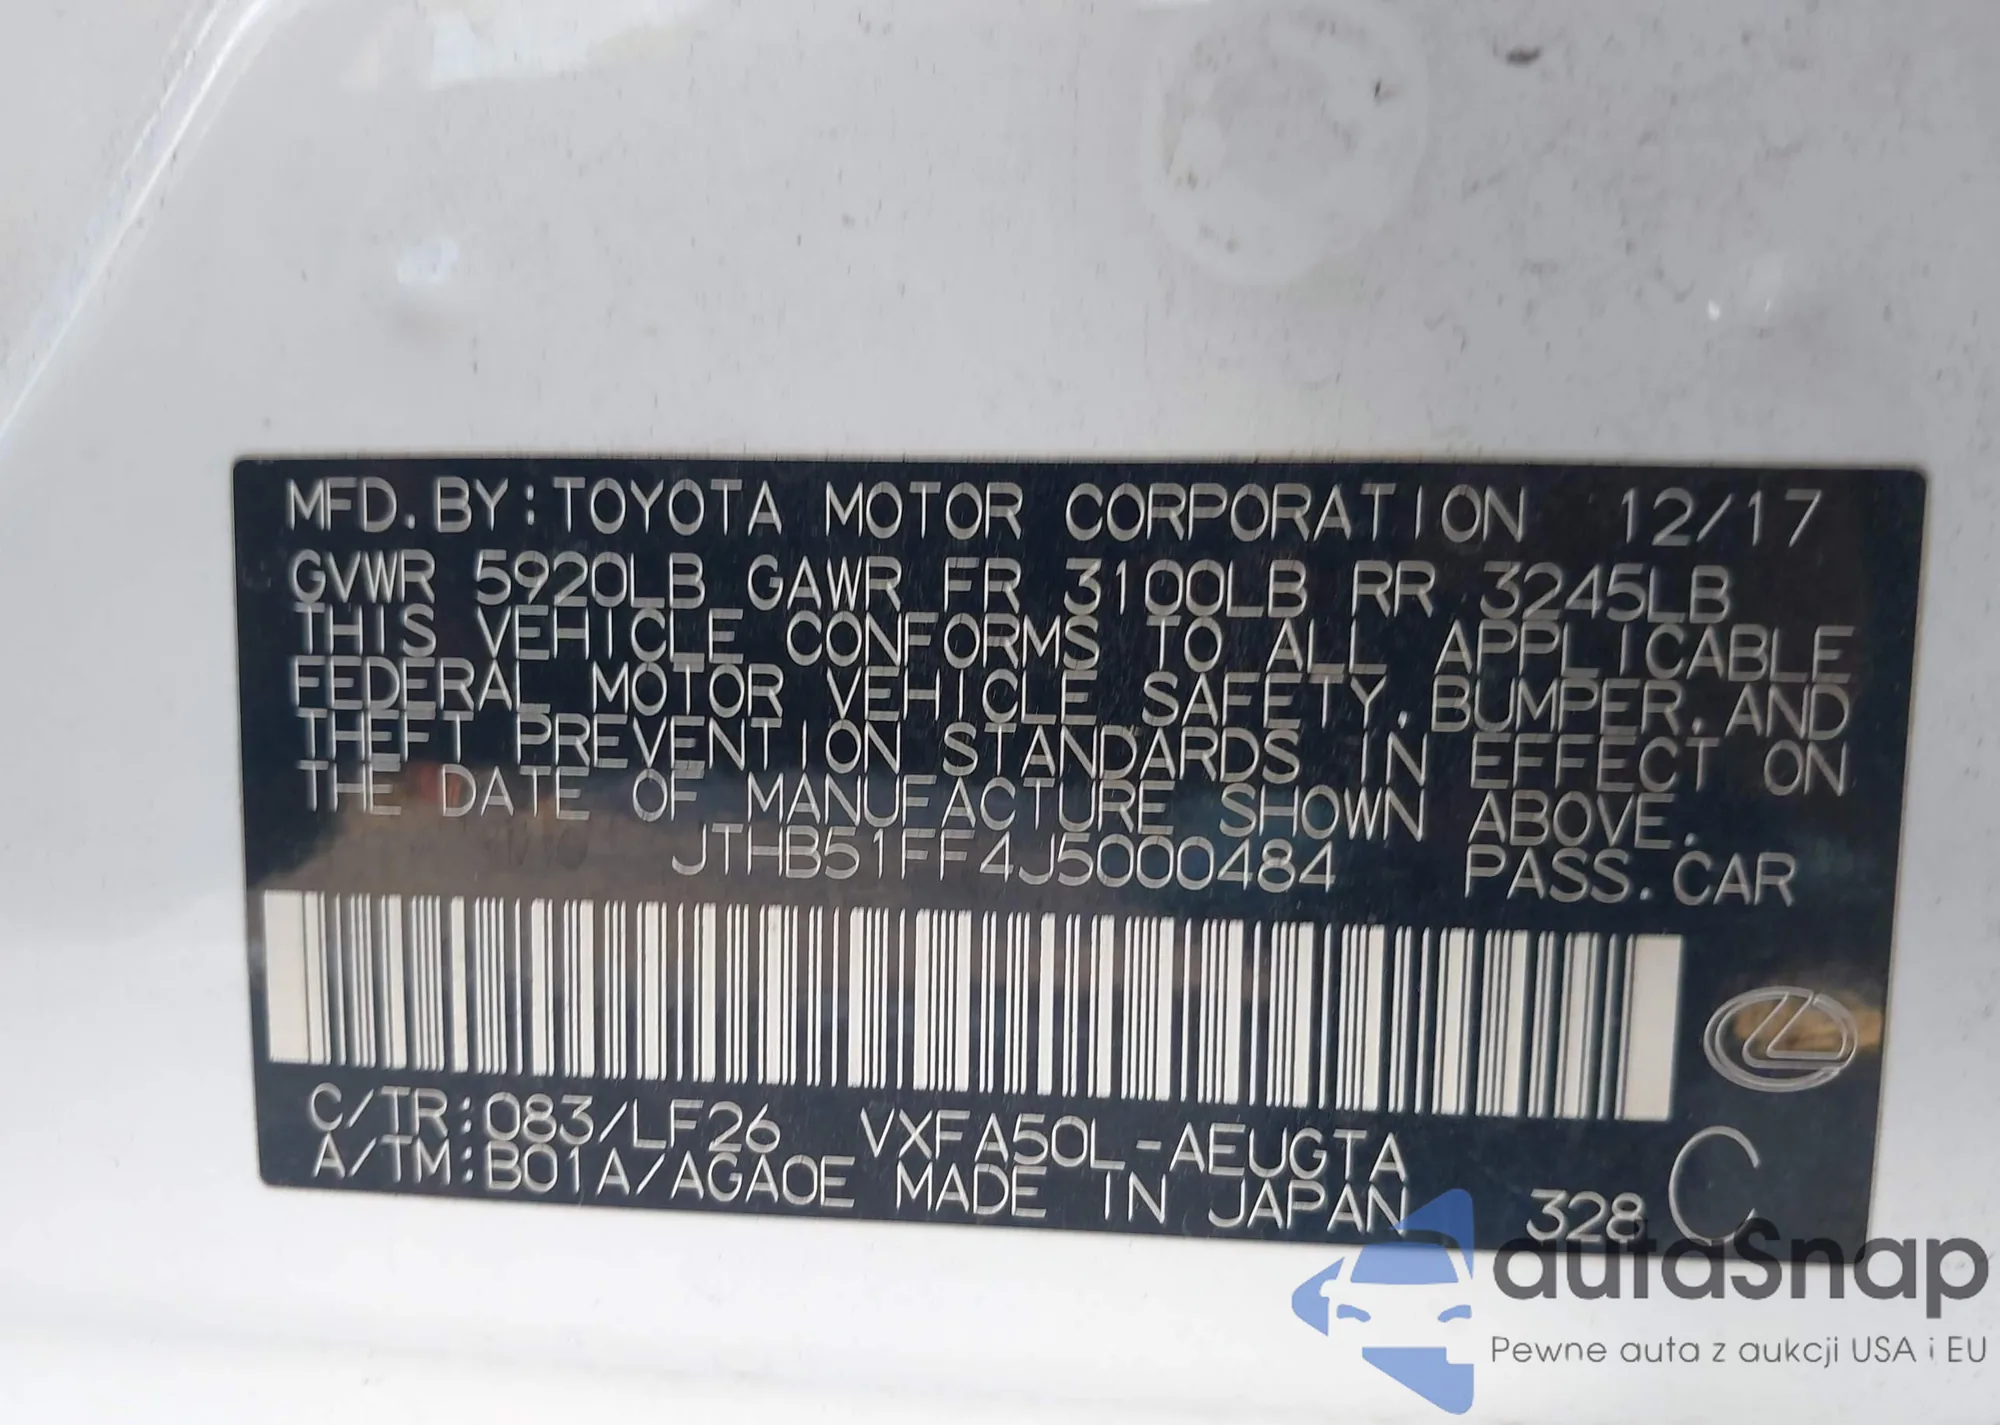 MFD.BY:TOYOTA MOTOR CORPORATION 12/17
GVWR 5920LB GAWR FR 3100LB RR 3245LB
THIS VEHICLE CONFORMS TO ALL APPLICABLE
FEDERAL MOTOR VEHICLE SAFETY,BUMPER,AND
THEFT PREVENTION STANDARDS IN EFFECT ON
THE DATE OF MANUFACTURE SHOWN ABOVE.
JTHB51FF4J5000484 PASS.CAR
C/TR:083/LF26 VXFA50L-AEUGTA
A/TM:B01A/AGA0E MADE IN JAPAN 328 C
autoSnap
Pewne auta z aukcji USA i EU